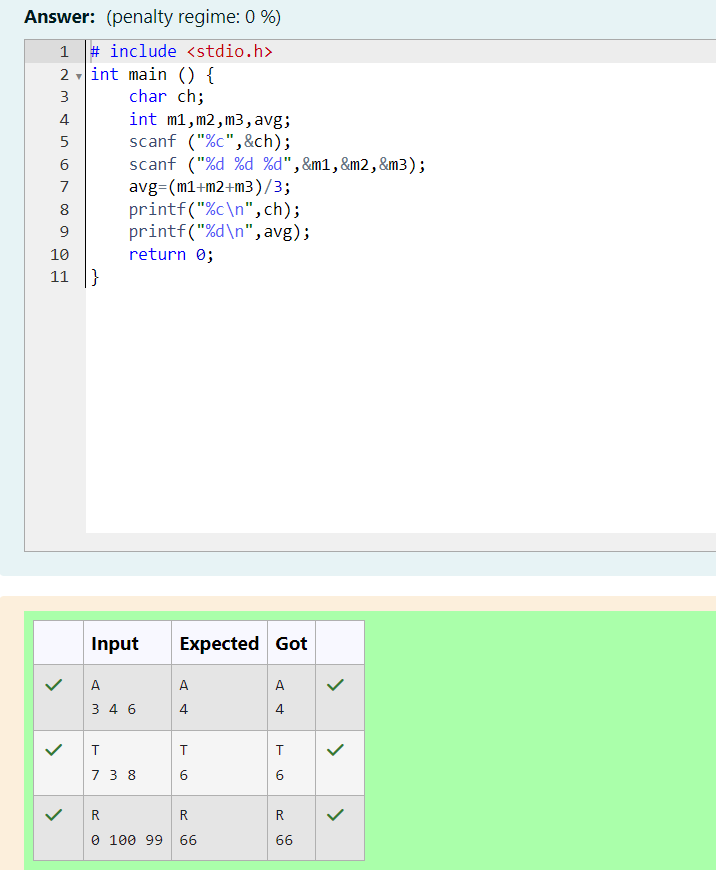 Answer: (penalty regime: 0 %)
1 # include <stdio.h>
2 int main () {
3     char ch;
4     int m1,m2,m3,avg;
5     scanf ("%c",&ch);
6     scanf ("%d %d %d",&m1,&m2,&m3);
7     avg=(m1+m2+m3)/3;
8     printf("%c\n",ch);
9     printf("%d\n",avg);
10     return 0;
11 }
Input Expected Got
A A A
3 4 6 4 4
T T T
7 3 8 6 6
R R R
0 100 99 66 66